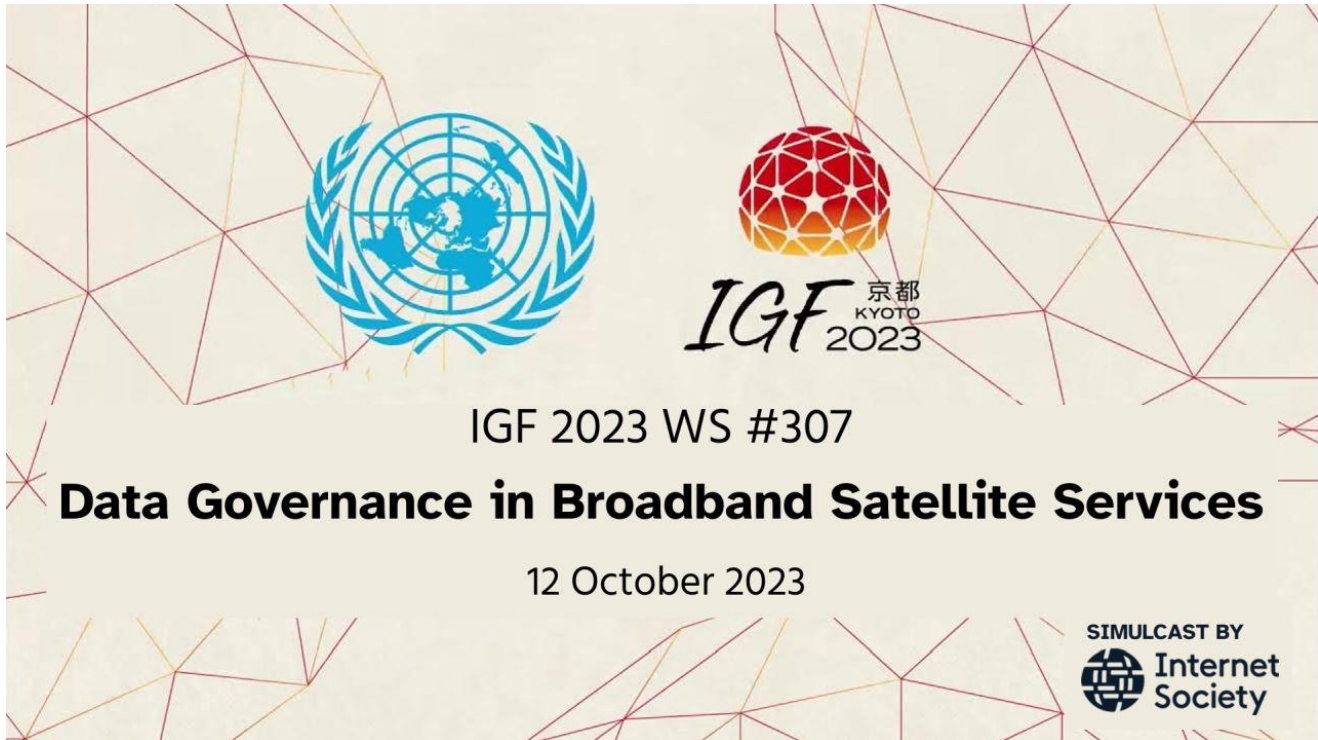 IGF 京都
KYOTO
2023
IGF 2023 WS #307
Data Governance in Broadband Satellite Services
12 October 2023
SIMULCAST BY
Internet
Society